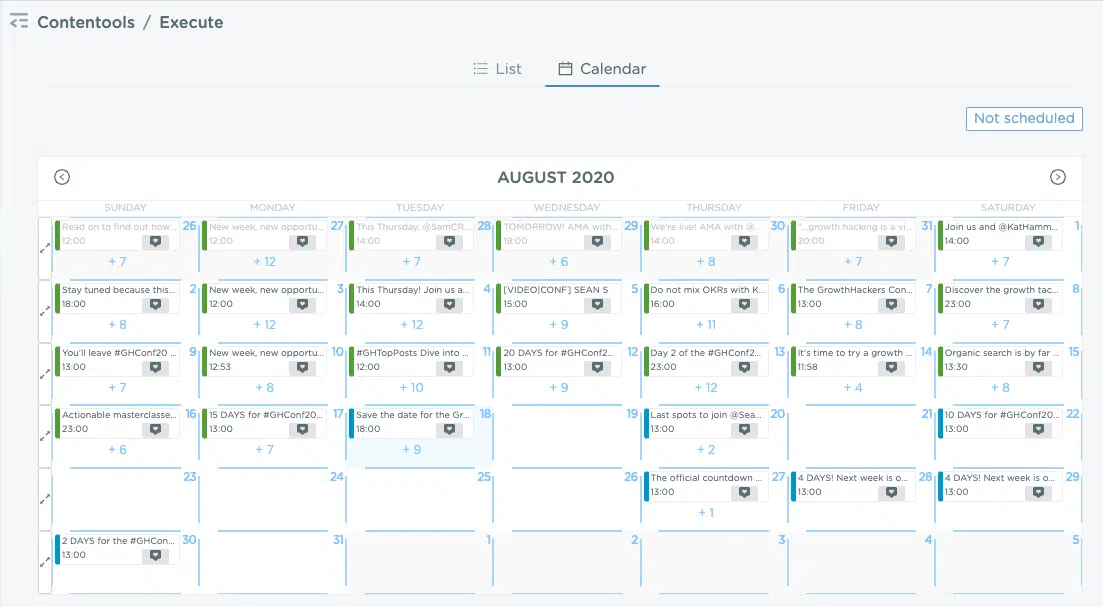 Contentools / Execute
List Calendar
Not scheduled
AUGUST 2020
SUNDAY MONDAY TUESDAY WEDNESDAY THURSDAY FRIDAY SATURDAY
Read on to find out how... 26 New week, new opportu... 27 This Thursday, @SamCR... 28 TOMORROW! AMA with... 29 We're live! AMA with @... 30 "...growth hacking is a vi... 31 Join us and @KatHamm... 1
12:00 12:00 14:00 19:00 14:00 20:00 14:00
+ 7 + 12 + 7 + 6 + 8 + 7 + 7
Stay tuned because this... 2 New week, new opportu... 3 This Thursday! Join us a... 4 [VIDEO|CONF] SEAN S 5 Do not mix OKRs with K... 6 The GrowthHackers Con... 7 Discover the growth tac... 8
18:00 12:00 14:00 15:00 16:00 13:00 23:00
+ 8 + 12 + 12 + 9 + 11 + 8 + 7
You'll leave #GHConf20 ... 9 New week, new opportu... 10 #GHTopPosts Dive into ... 11 20 DAYS for #GHConf2... 12 Day 2 of the #GHConf2... 13 It's time to try a growth ... 14 Organic search is by far ... 15
13:00 12:53 12:00 13:00 23:00 11:58 13:30
+ 7 + 8 + 10 + 9 + 12 + 4 + 8
Actionable masterclasse... 16 15 DAYS for #GHConf20... 17 Save the date for the Gr... 18 19 Last spots to join @Sea... 20 21 10 DAYS for #GHConf20... 22
23:00 13:00 18:00 13:00 13:00
+ 6 + 7 + 9 + 2
23 24 25 26 The official countdown ... 27 4 DAYS! Next week is o... 28 4 DAYS! Next week is o... 29
13:00 13:00 13:00
+ 1
2 DAYS for the #GHCon... 30 31 1 2 3 4 5
13:00